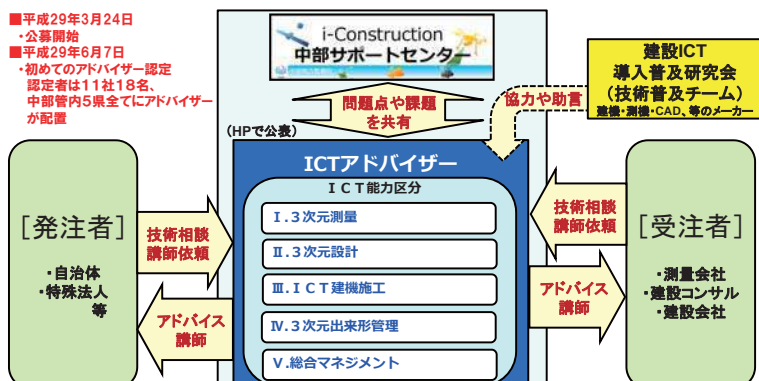 ■平成29年3月24日
・公募開始
■平成29年6月7日
・初めてのアドバイザー認定
認定者は11社18名、
中部管内5県全てにアドバイザー
が配置
i-Construction
中部サポートセンター
建設ICT
導入普及研究会
(技術普及チーム)
建機・測機・CAD、等のメーカー
協力や助言
問題点や課題
を共有
(HPで公表)
ICTアドバイザー
ICT能力区分
Ⅰ.3次元測量
Ⅱ.3次元設計
Ⅲ.ICT建機施工
Ⅳ.3次元出来形管理
Ⅴ.総合マネジメント
[発注者]
・自治体
・特殊法人
等
技術相談
講師依頼
アドバイス
講師
技術相談
講師依頼
アドバイス
講師
[受注者]
・測量会社
・建設コンサル
・建設会社